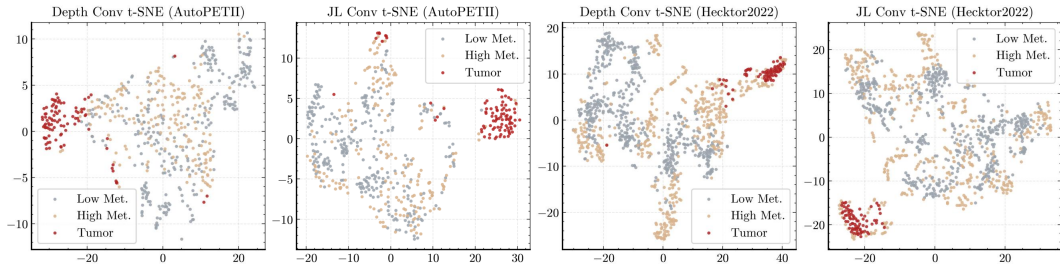 Depth Conv t-SNE (AutoPETII)
10
5
0
−5
−10
−20
0
20
Low Met.
High Met.
Tumor
JL Conv t-SNE (AutoPETII)
10
5
0
−5
−10
−20
−10
0
10
20
30
Low Met.
High Met.
Tumor
Depth Conv t-SNE (Hecktor2022)
20
10
0
−10
−20
−20
0
20
40
Low Met.
High Met.
Tumor
JL Conv t-SNE (Hecktor2022)
20
10
0
−10
−20
−20
0
20
Low Met.
High Met.
Tumor